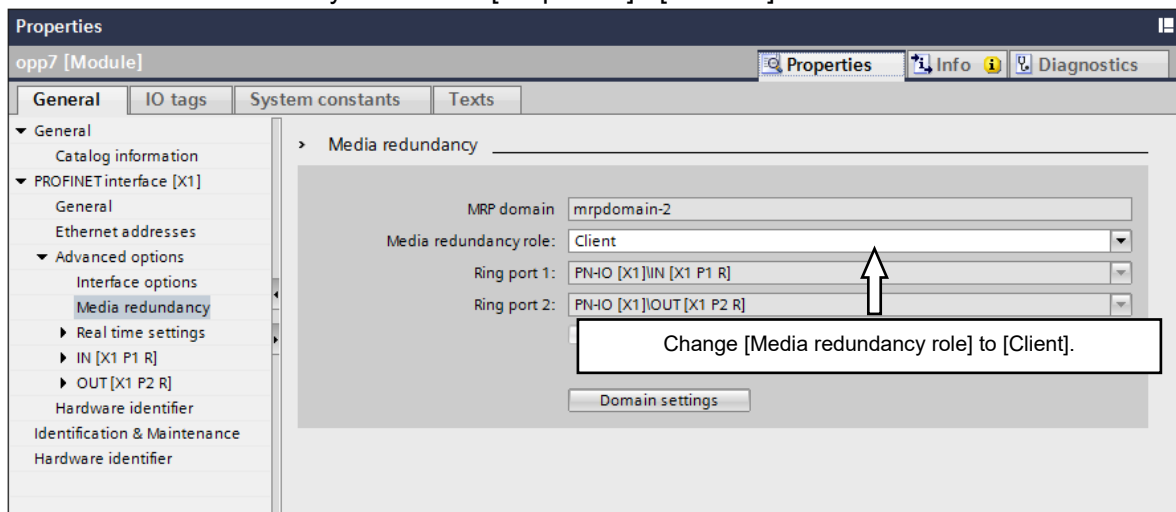 Properties
opp7 [Module]
Properties
Info
Diagnostics
General
IO tags
System constants
Texts
General
Catalog information
PROFINET interface [X1]
General
Ethernet addresses
Advanced options
Interface options
Media redundancy
Real time settings
IN [X1 P1 R]
OUT [X1 P2 R]
Hardware identifier
Identification & Maintenance
Hardware identifier
Media redundancy
MRP domain mrpdomain-2
Media redundancy role: Client
Ring port 1: PN-IO [X1]\IN [X1 P1 R]
Ring port 2: PN-IO [X1]\OUT [X1 P2 R]
Change [Media redundancy role] to [Client].
Domain settings